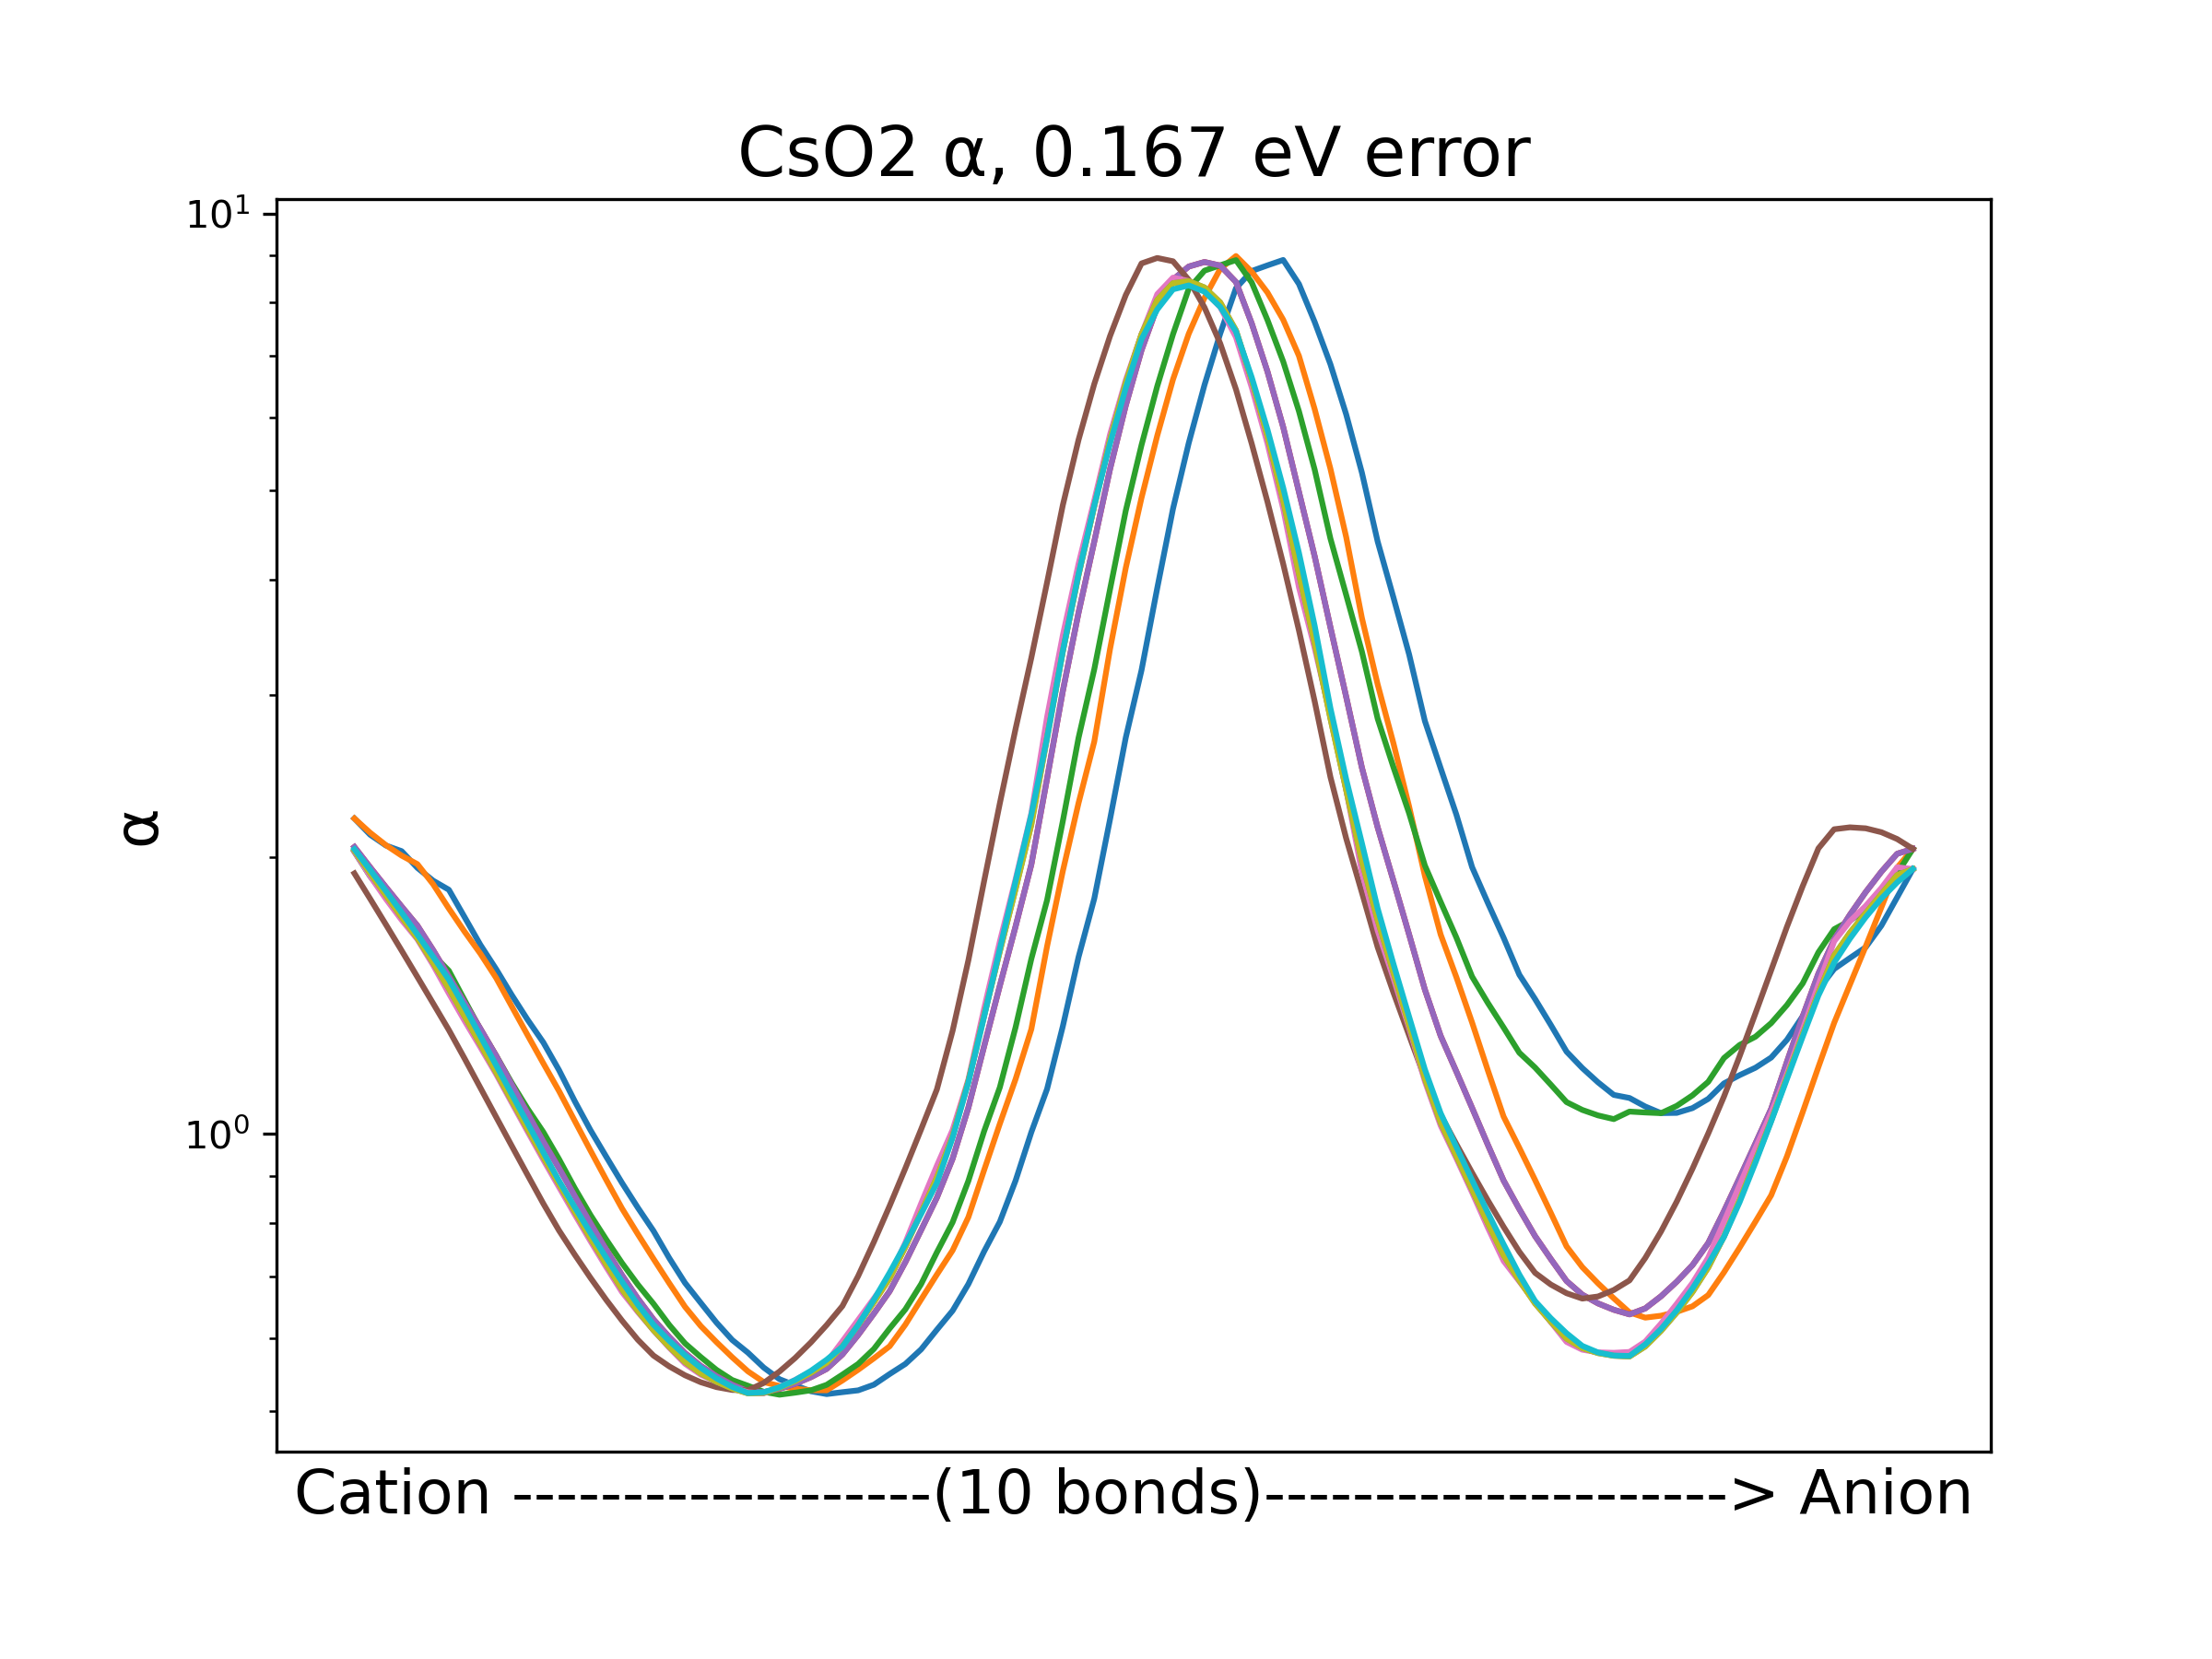 CsO2 α, 0.167 eV error
10¹
α
10⁰
Cation -------------------(10 bonds)---------------------> Anion